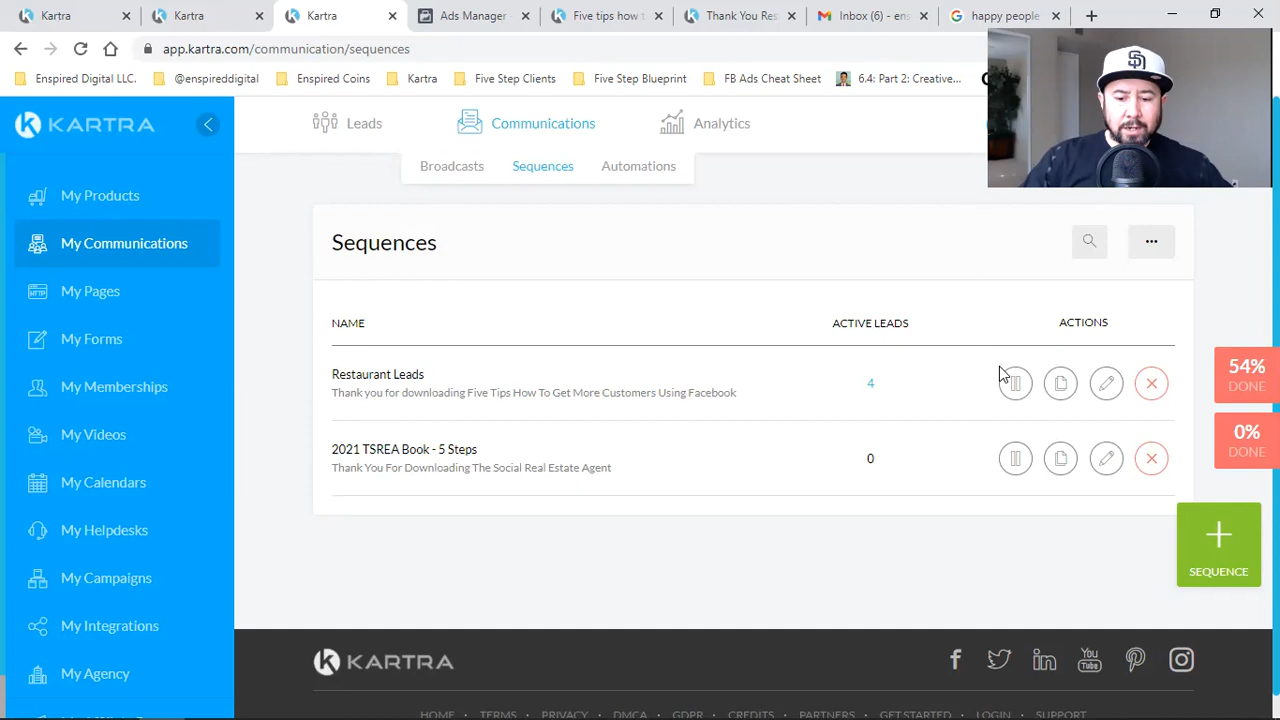 Kartra
Kartra
Kartra
Ads Manager -
Five tips how t
Thank You Res
Inbox (6) - ens
happy people
app.kartra.com/communication/sequences
Enspired Digital LLC.
@enspireddigital
Enspired Coins
Kartra
Five Step Clients
Five Step Blueprint
FB Ads Cheat Sheet
6.4: Part 2: Creative...
KARTRA
Leads
Communications
Analytics
Broadcasts
Sequences
Automations
My Products
My Communications
My Pages
My Forms
My Memberships
My Videos
My Calendars
My Helpdesks
My Campaigns
My Integrations
My Agency
Sequences
NAME
ACTIVE LEADS
ACTIONS
Restaurant Leads
Thank you for downloading Five Tips How To Get More Customers Using Facebook
4
2021 TSREA Book - 5 Steps
Thank You For Downloading The Social Real Estate Agent
0
54%
DONE
0%
DONE
SEQUENCE
KARTRA
You
Tube
HOME
TERMS
PRIVACY
DMCA
GDPR
CREDITS
PARTNERS
GET STARTED
LOGIN
SUPPORT